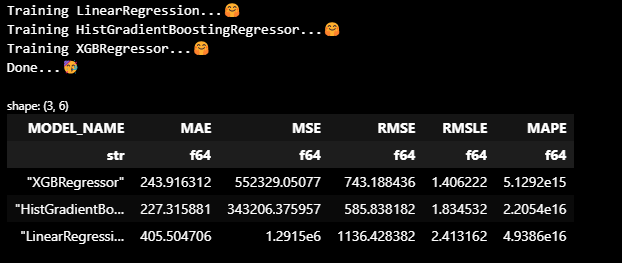 Training LinearRegression...🤗
Training HistGradientBoostingRegressor...🤗
Training XGBRegressor...🤗
Done...🥳
shape: (3, 6)
MODEL_NAME MAE MSE RMSE RMSLE MAPE
str f64 f64 f64 f64 f64
"XGBRegressor" 243.916312 552329.05077 743.188436 1.406222 5.1292e15
"HistGradientBo... 227.315881 343206.375957 585.838182 1.834532 2.2054e16
"LinearRegressi... 405.504706 1.2915e6 1136.428382 2.413162 4.9386e16